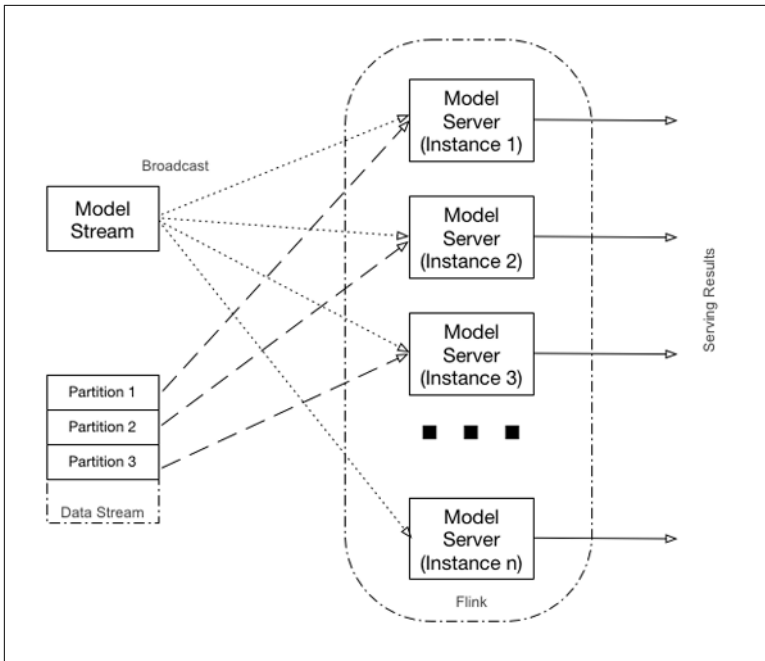 Model
Server
(Instance 1)
Broadcast
Model
Stream
Model
Server
(Instance 2)
Serving Results
Model
Server
(Instance 3)
Partition 1
Partition 2
Partition 3
Data Stream
Model
Server
(Instance n)
Flink